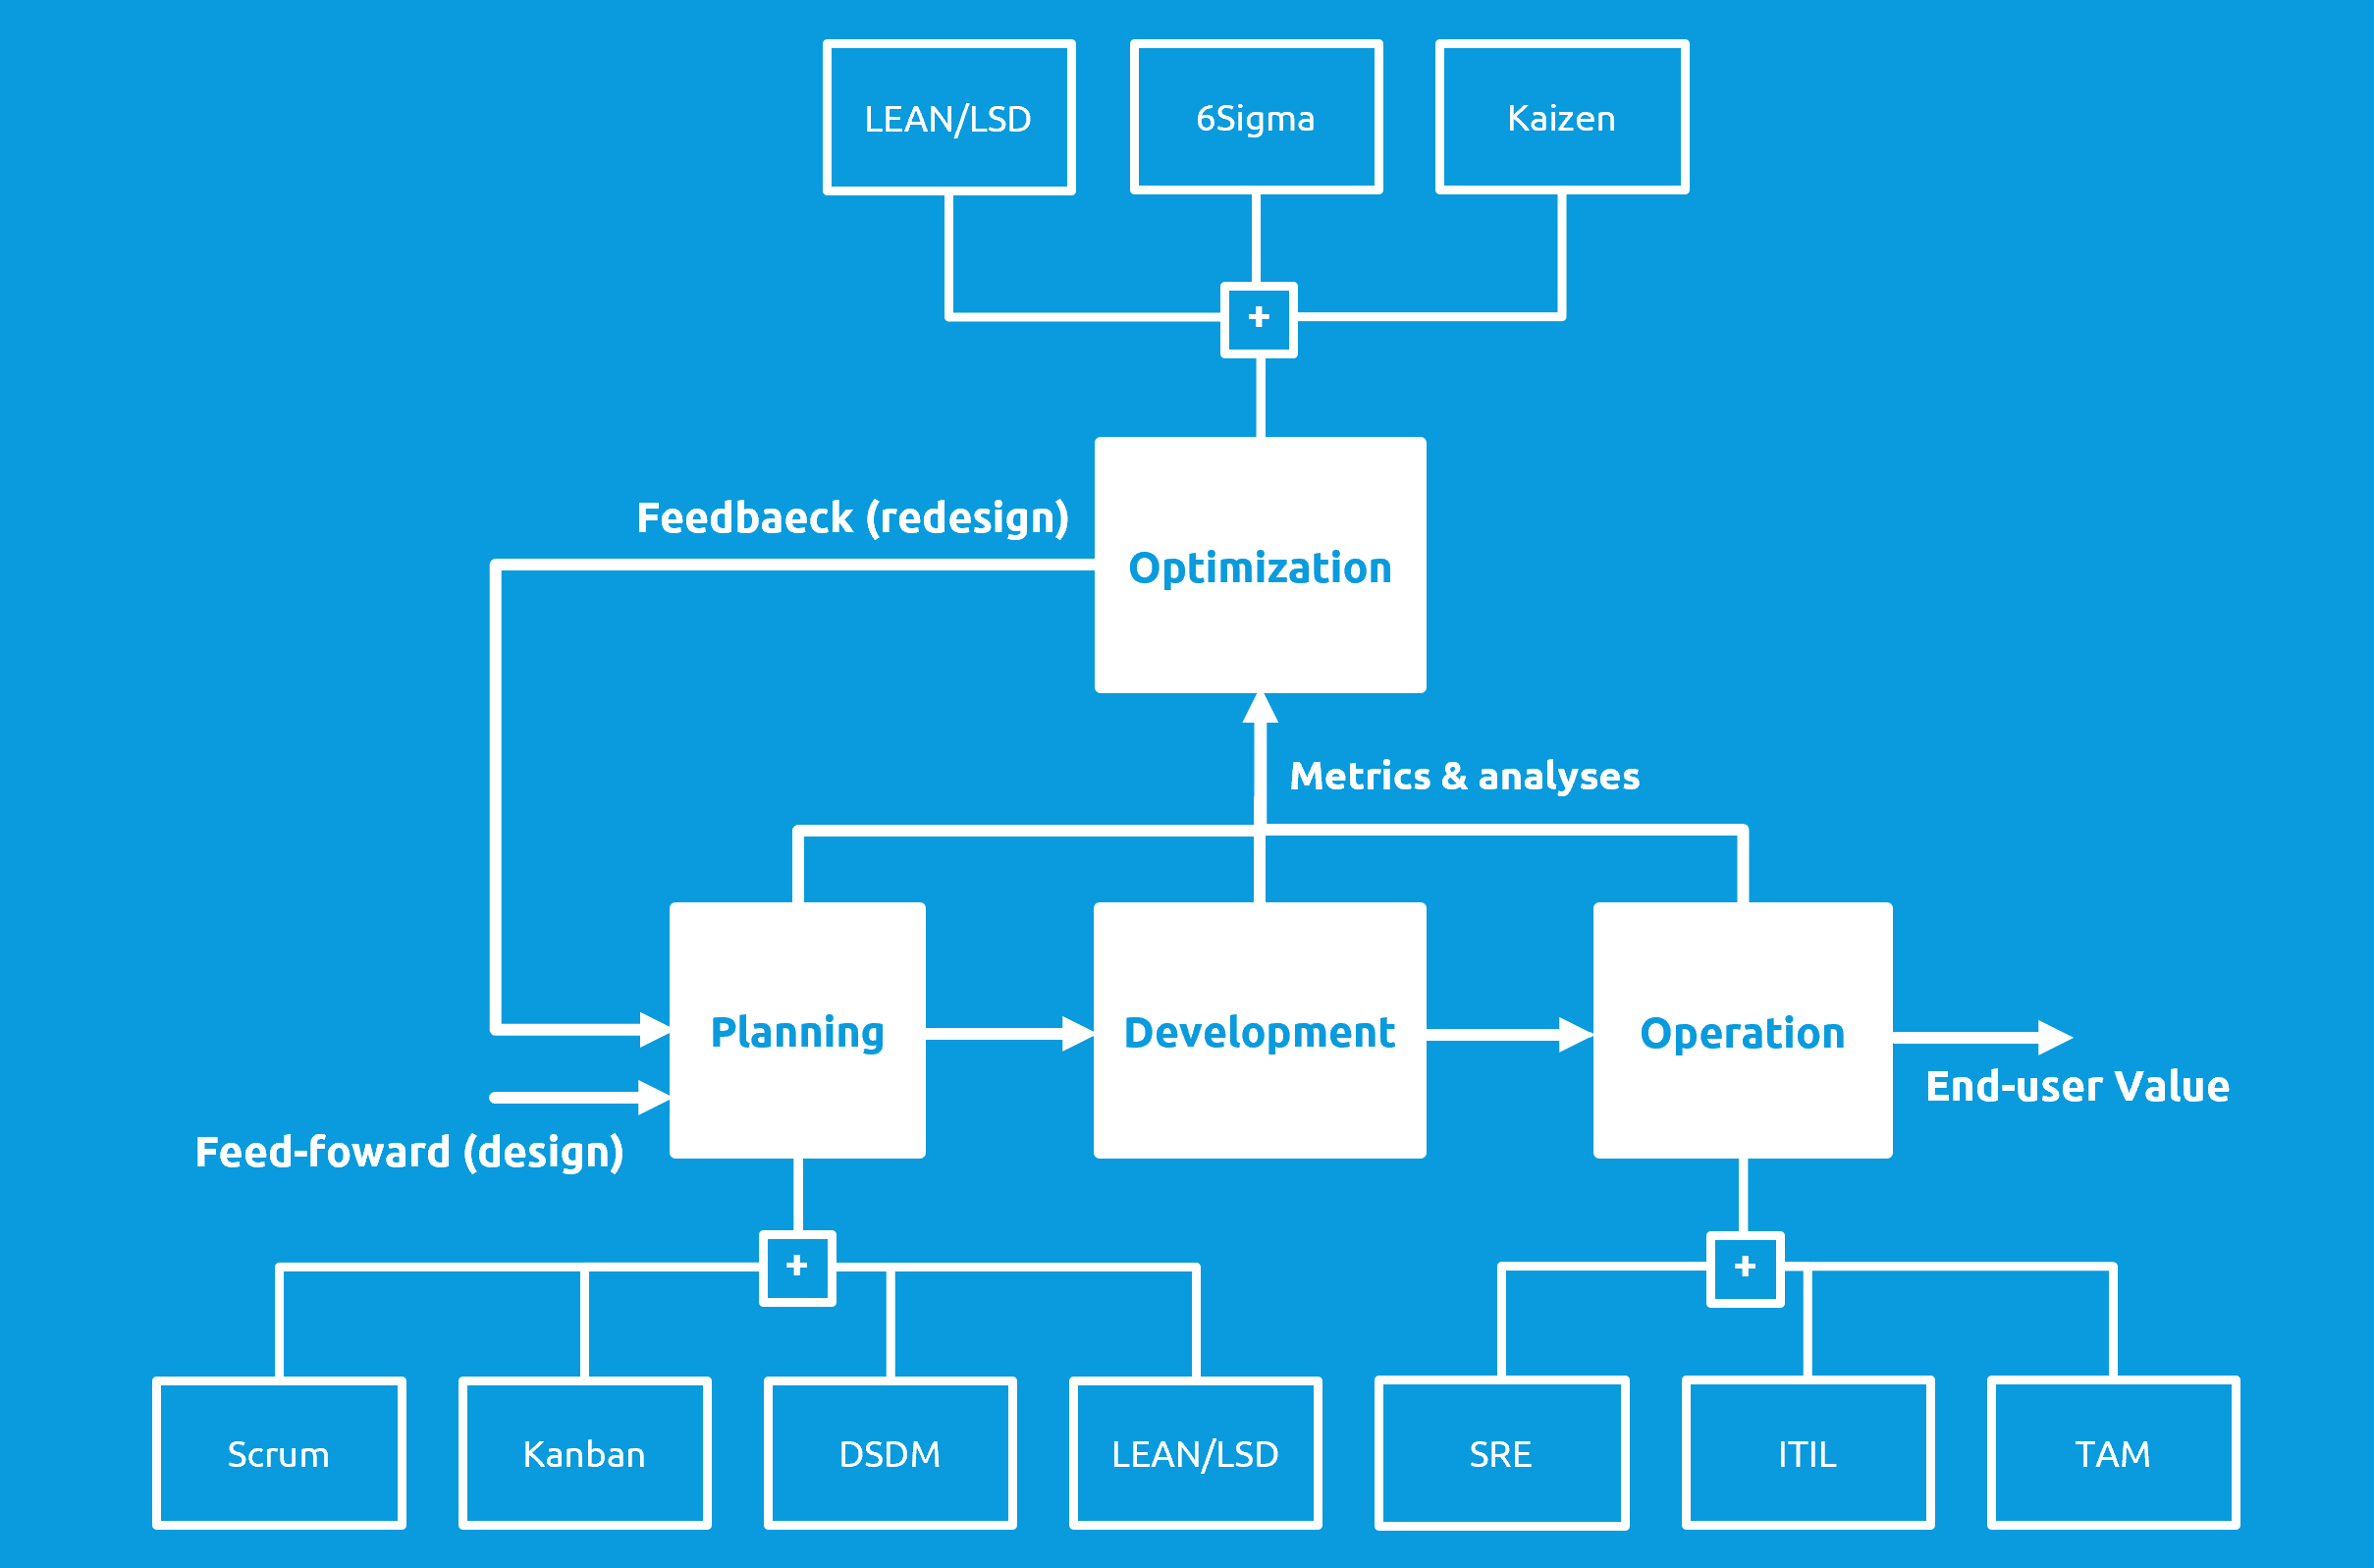 LEAN/LSD
6Sigma
Kaizen
+
Feedbaeck (redesign)
Optimization
Metrics & analyses
Planning
Development
Operation
End-user Value
Feed-foward (design)
+
+
Scrum
Kanban
DSDM
LEAN/LSD
SRE
ITIL
TAM